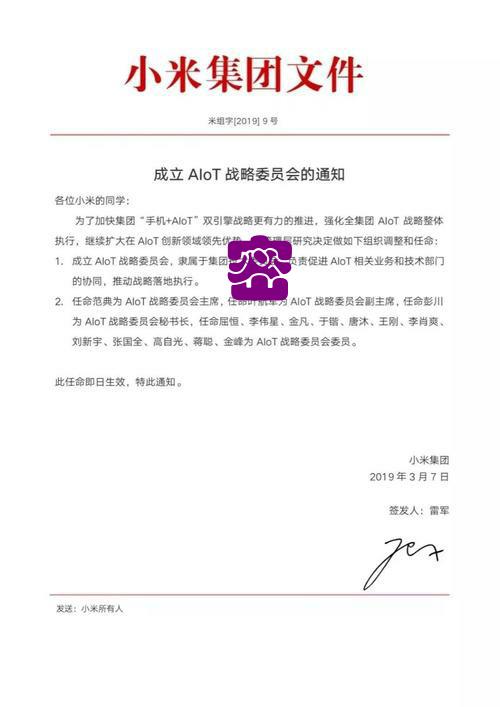 小米集团文件
米组字[2019] 9 号
成立 AIoT 战略委员会的通知
各位小米的同学：
为了加快集团“手机+AIoT”双引擎战略更有力的推进，强化全集团 AIoT 战略整体
执行，继续扩大在 AIoT 创新领域领先优势，理层研究决定做如下组织调整和任命：
1. 成立 AIoT 战略委员会，隶属于集团负责促进 AIoT 相关业务和技术部门
的协同，推动战略落地执行。
2. 任命范典为 AIoT 战略委员会主席，任命为 AIoT 战略委员会副主席，任命彭川
为 AIoT 战略委员会秘书长，任命屈恒、李伟星、金凡、于锴、唐沐、王刚、李肖爽、
刘新宇、张国全、高自光、蒋聪、金峰为 AIoT 战略委员会委员。
此任命即日生效，特此通知。
小米集团
2019 年 3 月 7 日
签发人：雷军
发送：小米所有人